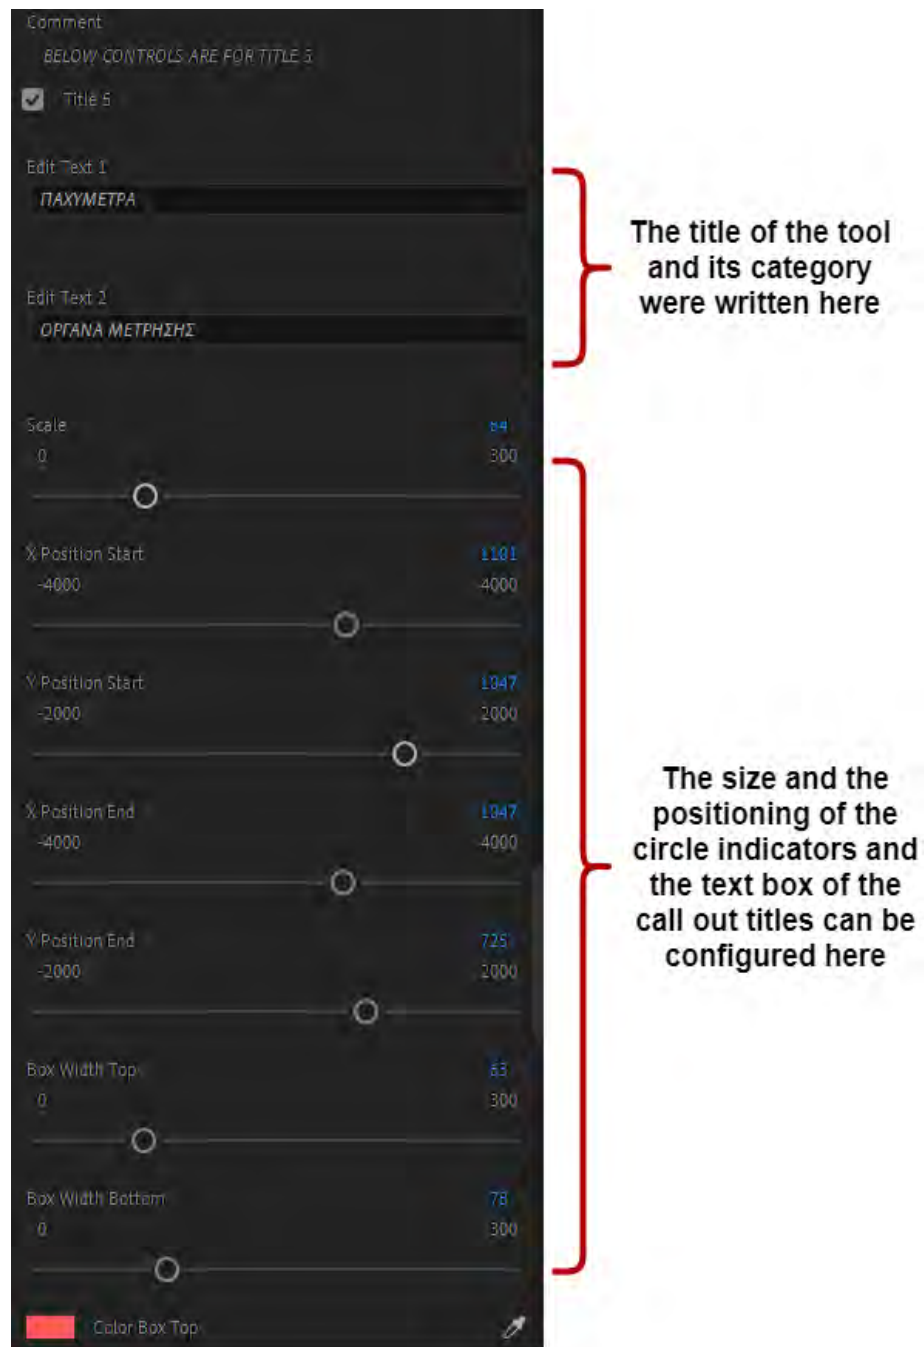 Comment
BELOW CONTROLS ARE FOR TITLE 5
Title 5
Edit Text 1
ΠΑΧΥΜΕΤΡΑ
Edit Text 2
ΟΡΓΑΝΑ ΜΕΤΡΗΣΗΣ
The title of the tool
and its category
were written here
Scale 64
0 300
X Position Start 1101
-4000 4000
Y Position Start 1047
-2000 2000
X Position End 1047
-4000 4000
Y Position End 725
-2000 2000
Box Width Top 63
0 300
Box Width Bottom 78
0 300
Color Box Top
The size and the
positioning of the
circle indicators and
the text box of the
call out titles can be
configured here